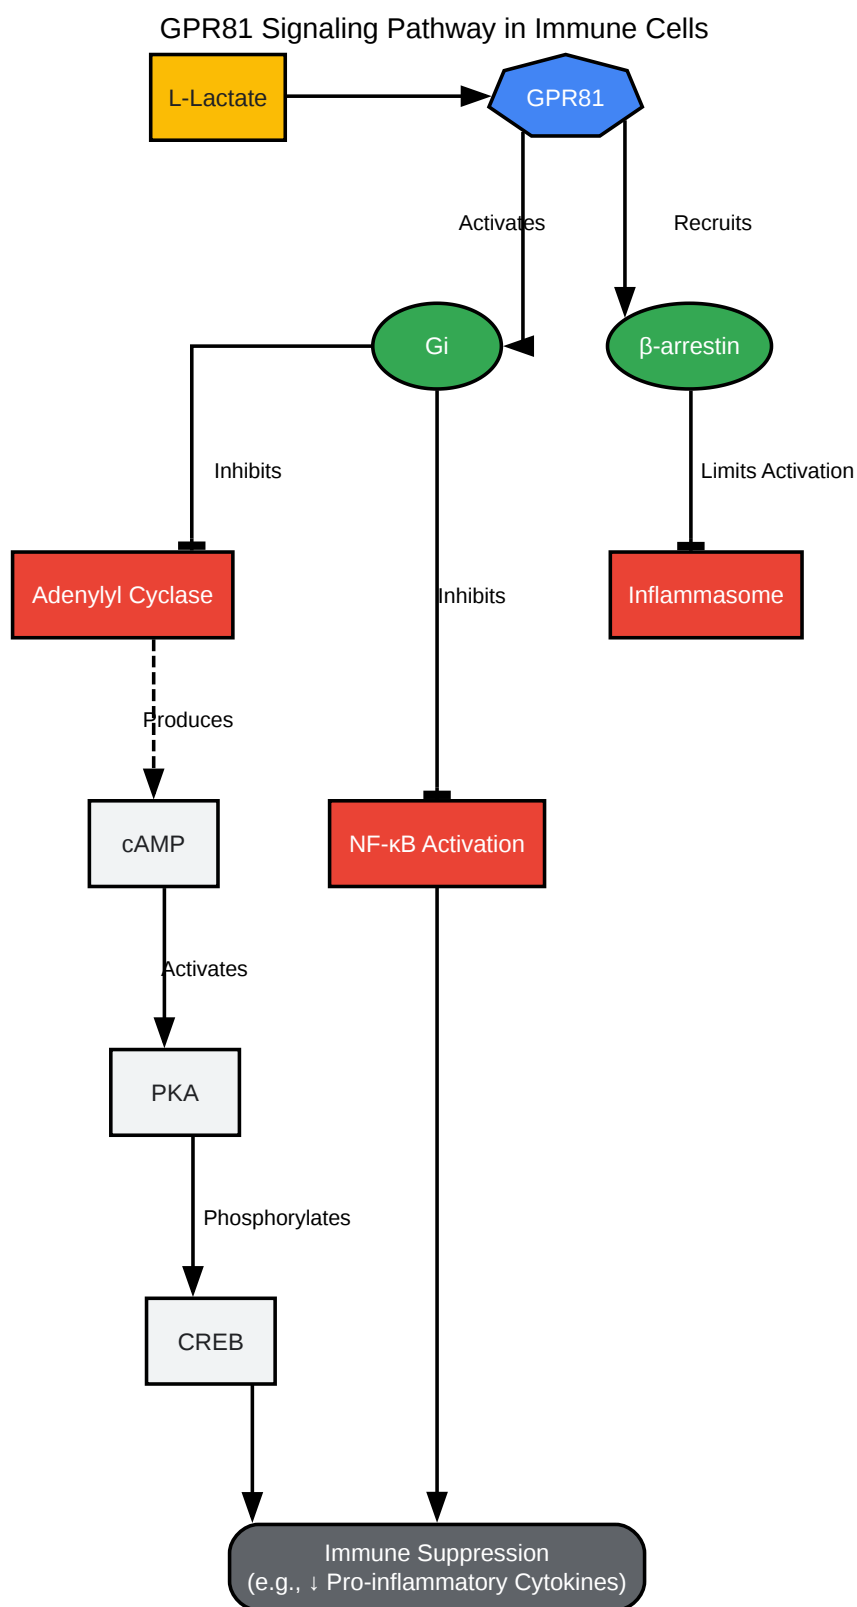 GPR81 Signaling Pathway in Immune Cells
L-Lactate
GPR81
Activates
Recruits
Gi
β-arrestin
Inhibits
Limits Activation
Adenylyl Cyclase
Inhibits
Inflammasome
Produces
cAMP
NF-κB Activation
Activates
PKA
Phosphorylates
CREB
Immune Suppression
(e.g., ↓ Pro-inflammatory Cytokines)